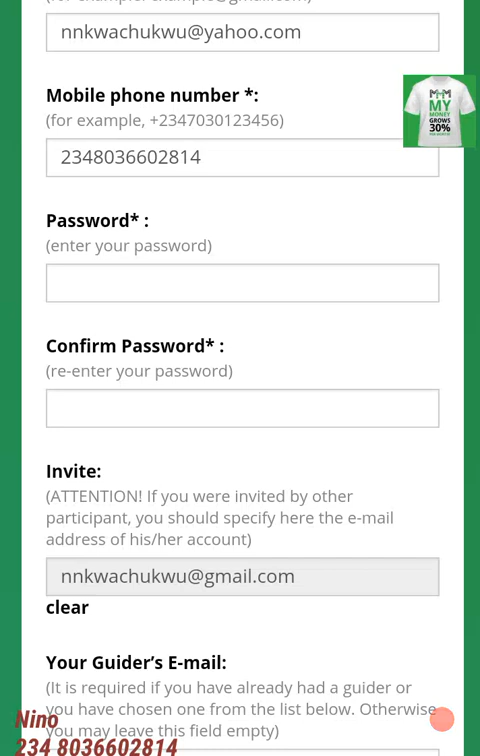 nnkwachukwu@yahoo.com
Mobile phone number *:
(for example, +2347030123456)
2348036602814
MMM
MY
MONEY
GROWS
30%
Password* :
(enter your password)
Confirm Password* :
(re-enter your password)
Invite:
(ATTENTION! If you were invited by other
participant, you should specify here the e-mail
address of his/her account)
nnkwachukwu@gmail.com
clear
Your Guider’s E-mail:
(It is required if you have already had a guider or
you have chosen one from the list below. Otherwise
you may leave this field empty)
Nino
234 8036602814